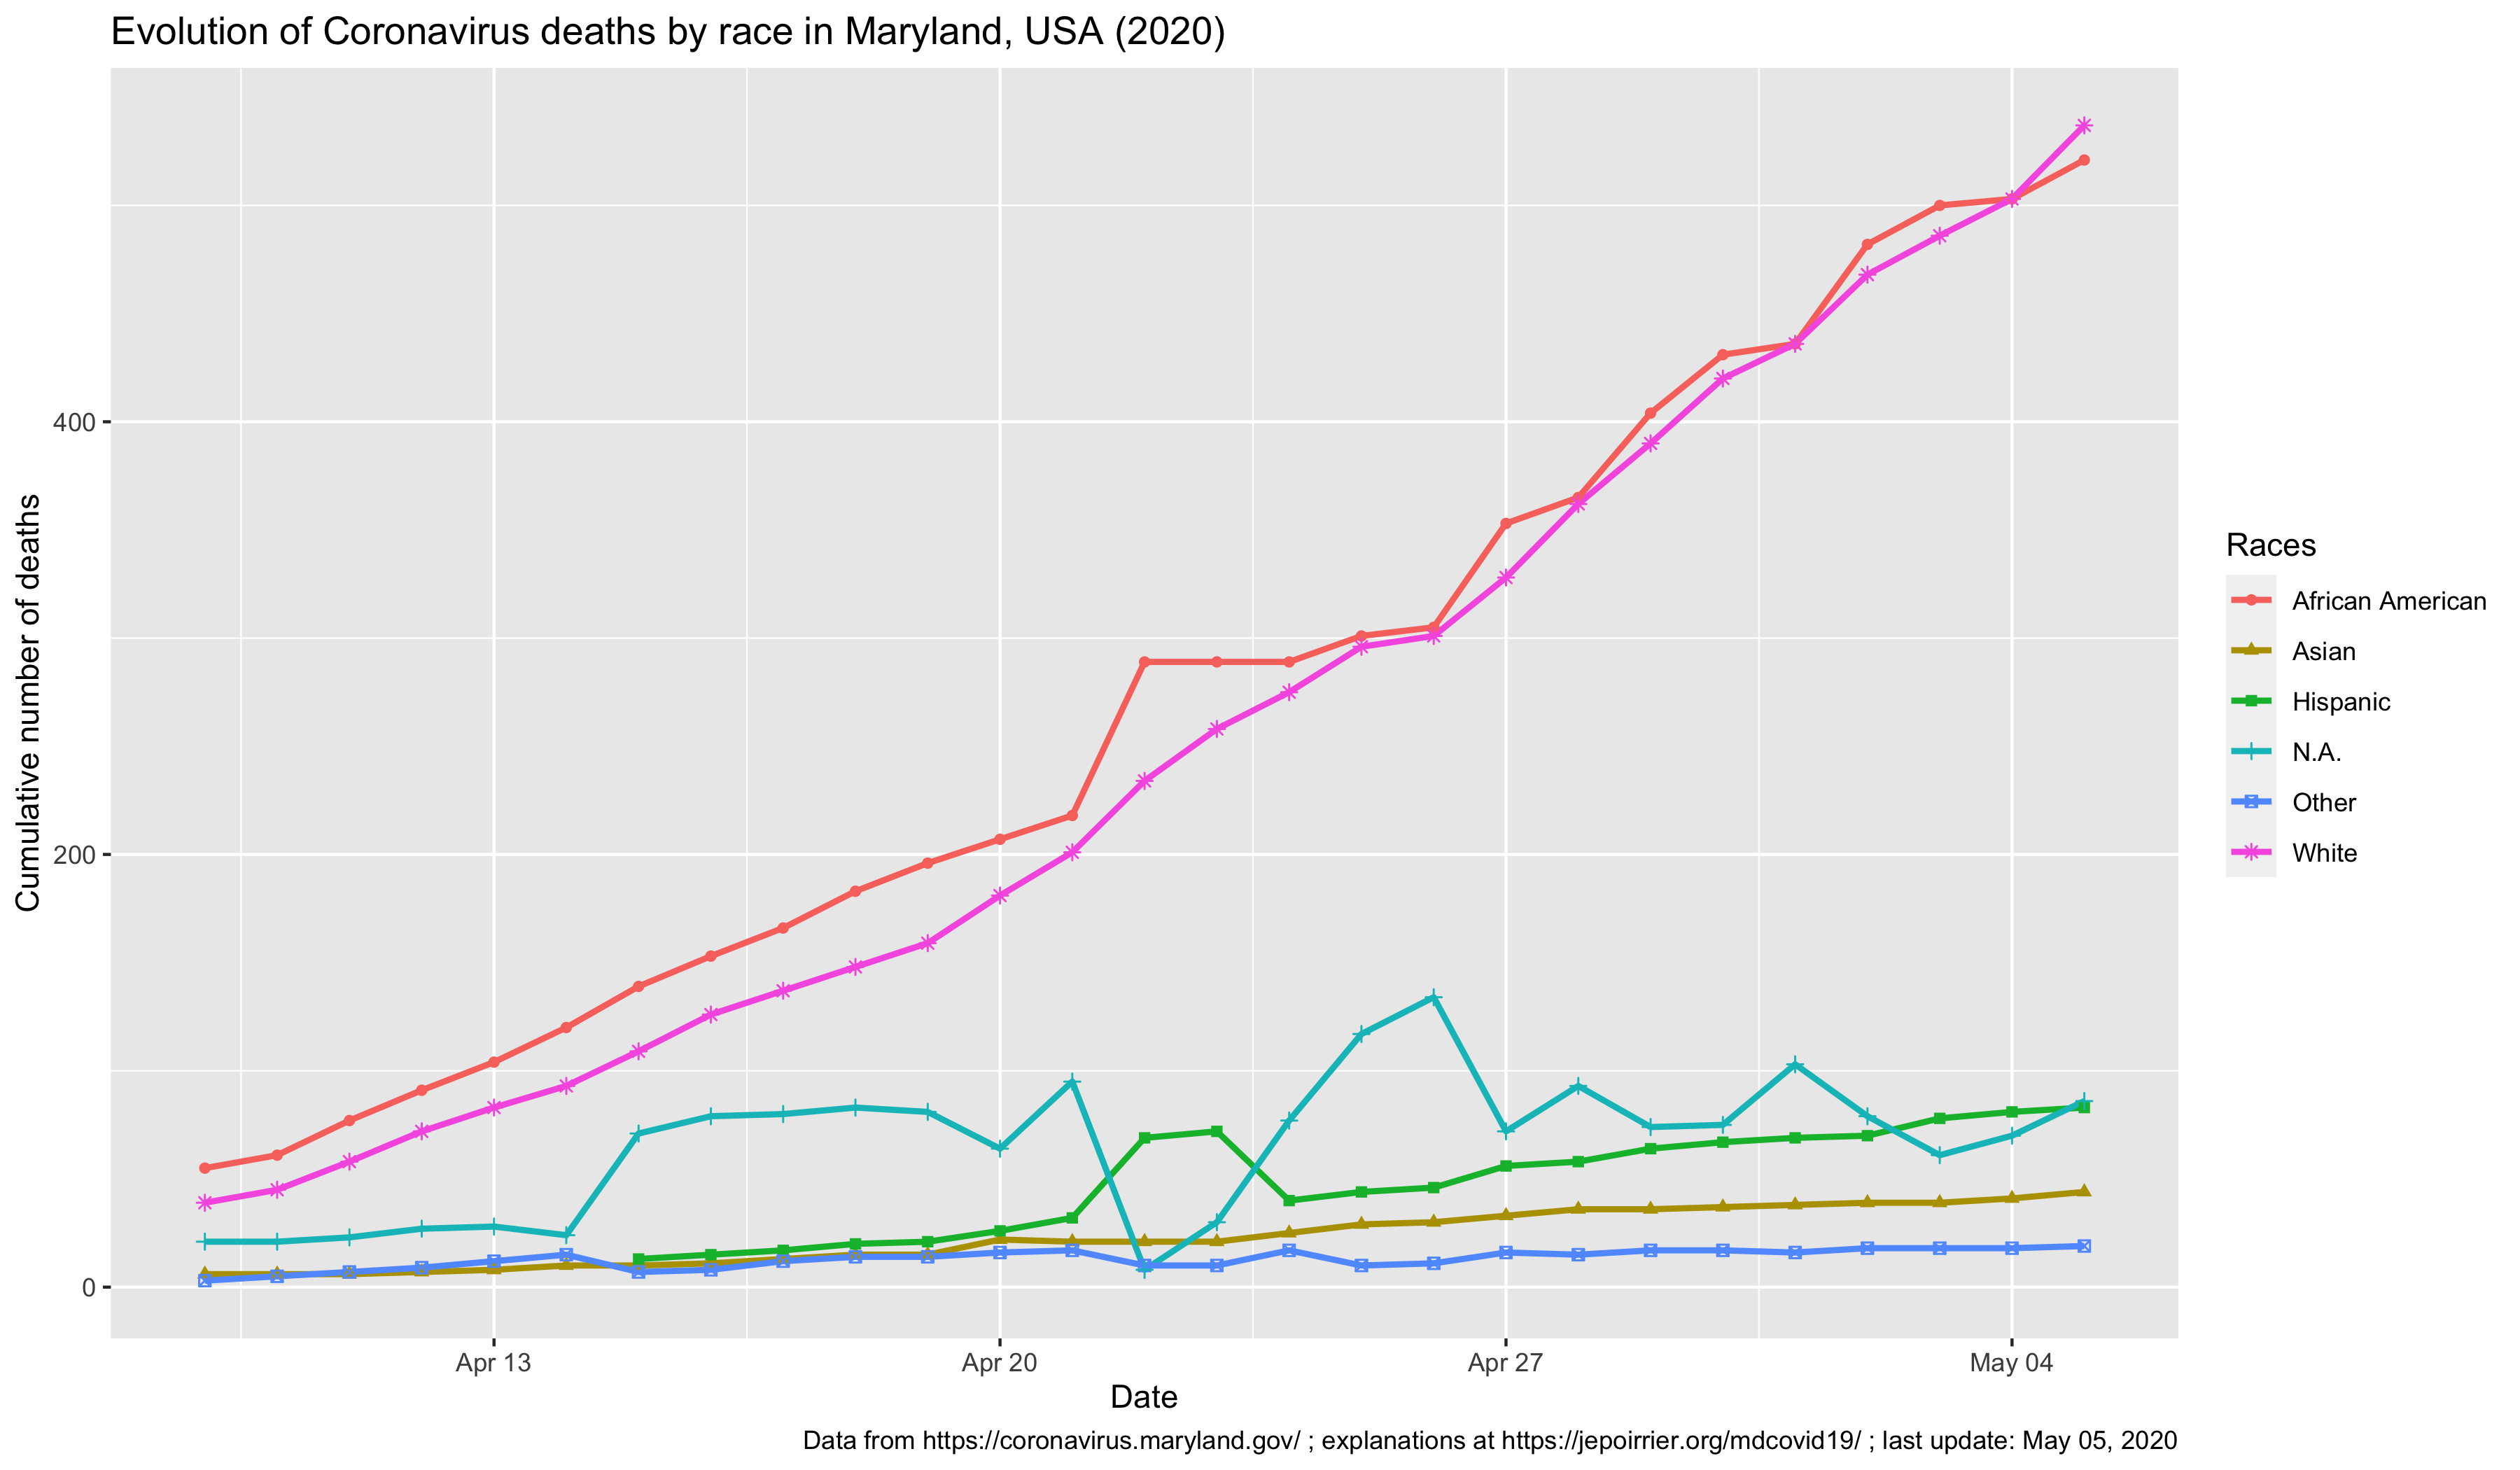 Evolution of Coronavirus deaths by race in Maryland, USA (2020)
Cumulative number of deaths
400
200
0
Apr 13
Apr 20
Apr 27
May 04
Date
Races
African American
Asian
Hispanic
N.A.
Other
White
Data from https://coronavirus.maryland.gov/ ; explanations at https://jepoirrier.org/mdcovid19/ ; last update: May 05, 2020